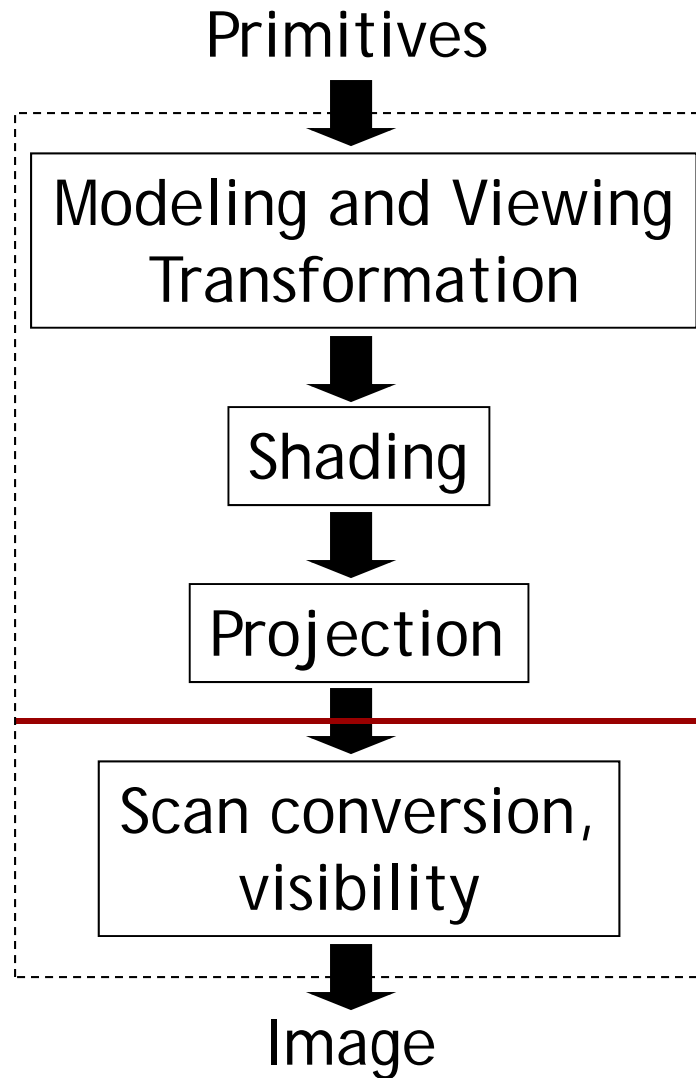 Primitives
Modeling and Viewing
Transformation
Shading
Projection
Scan conversion,
visibility
Image